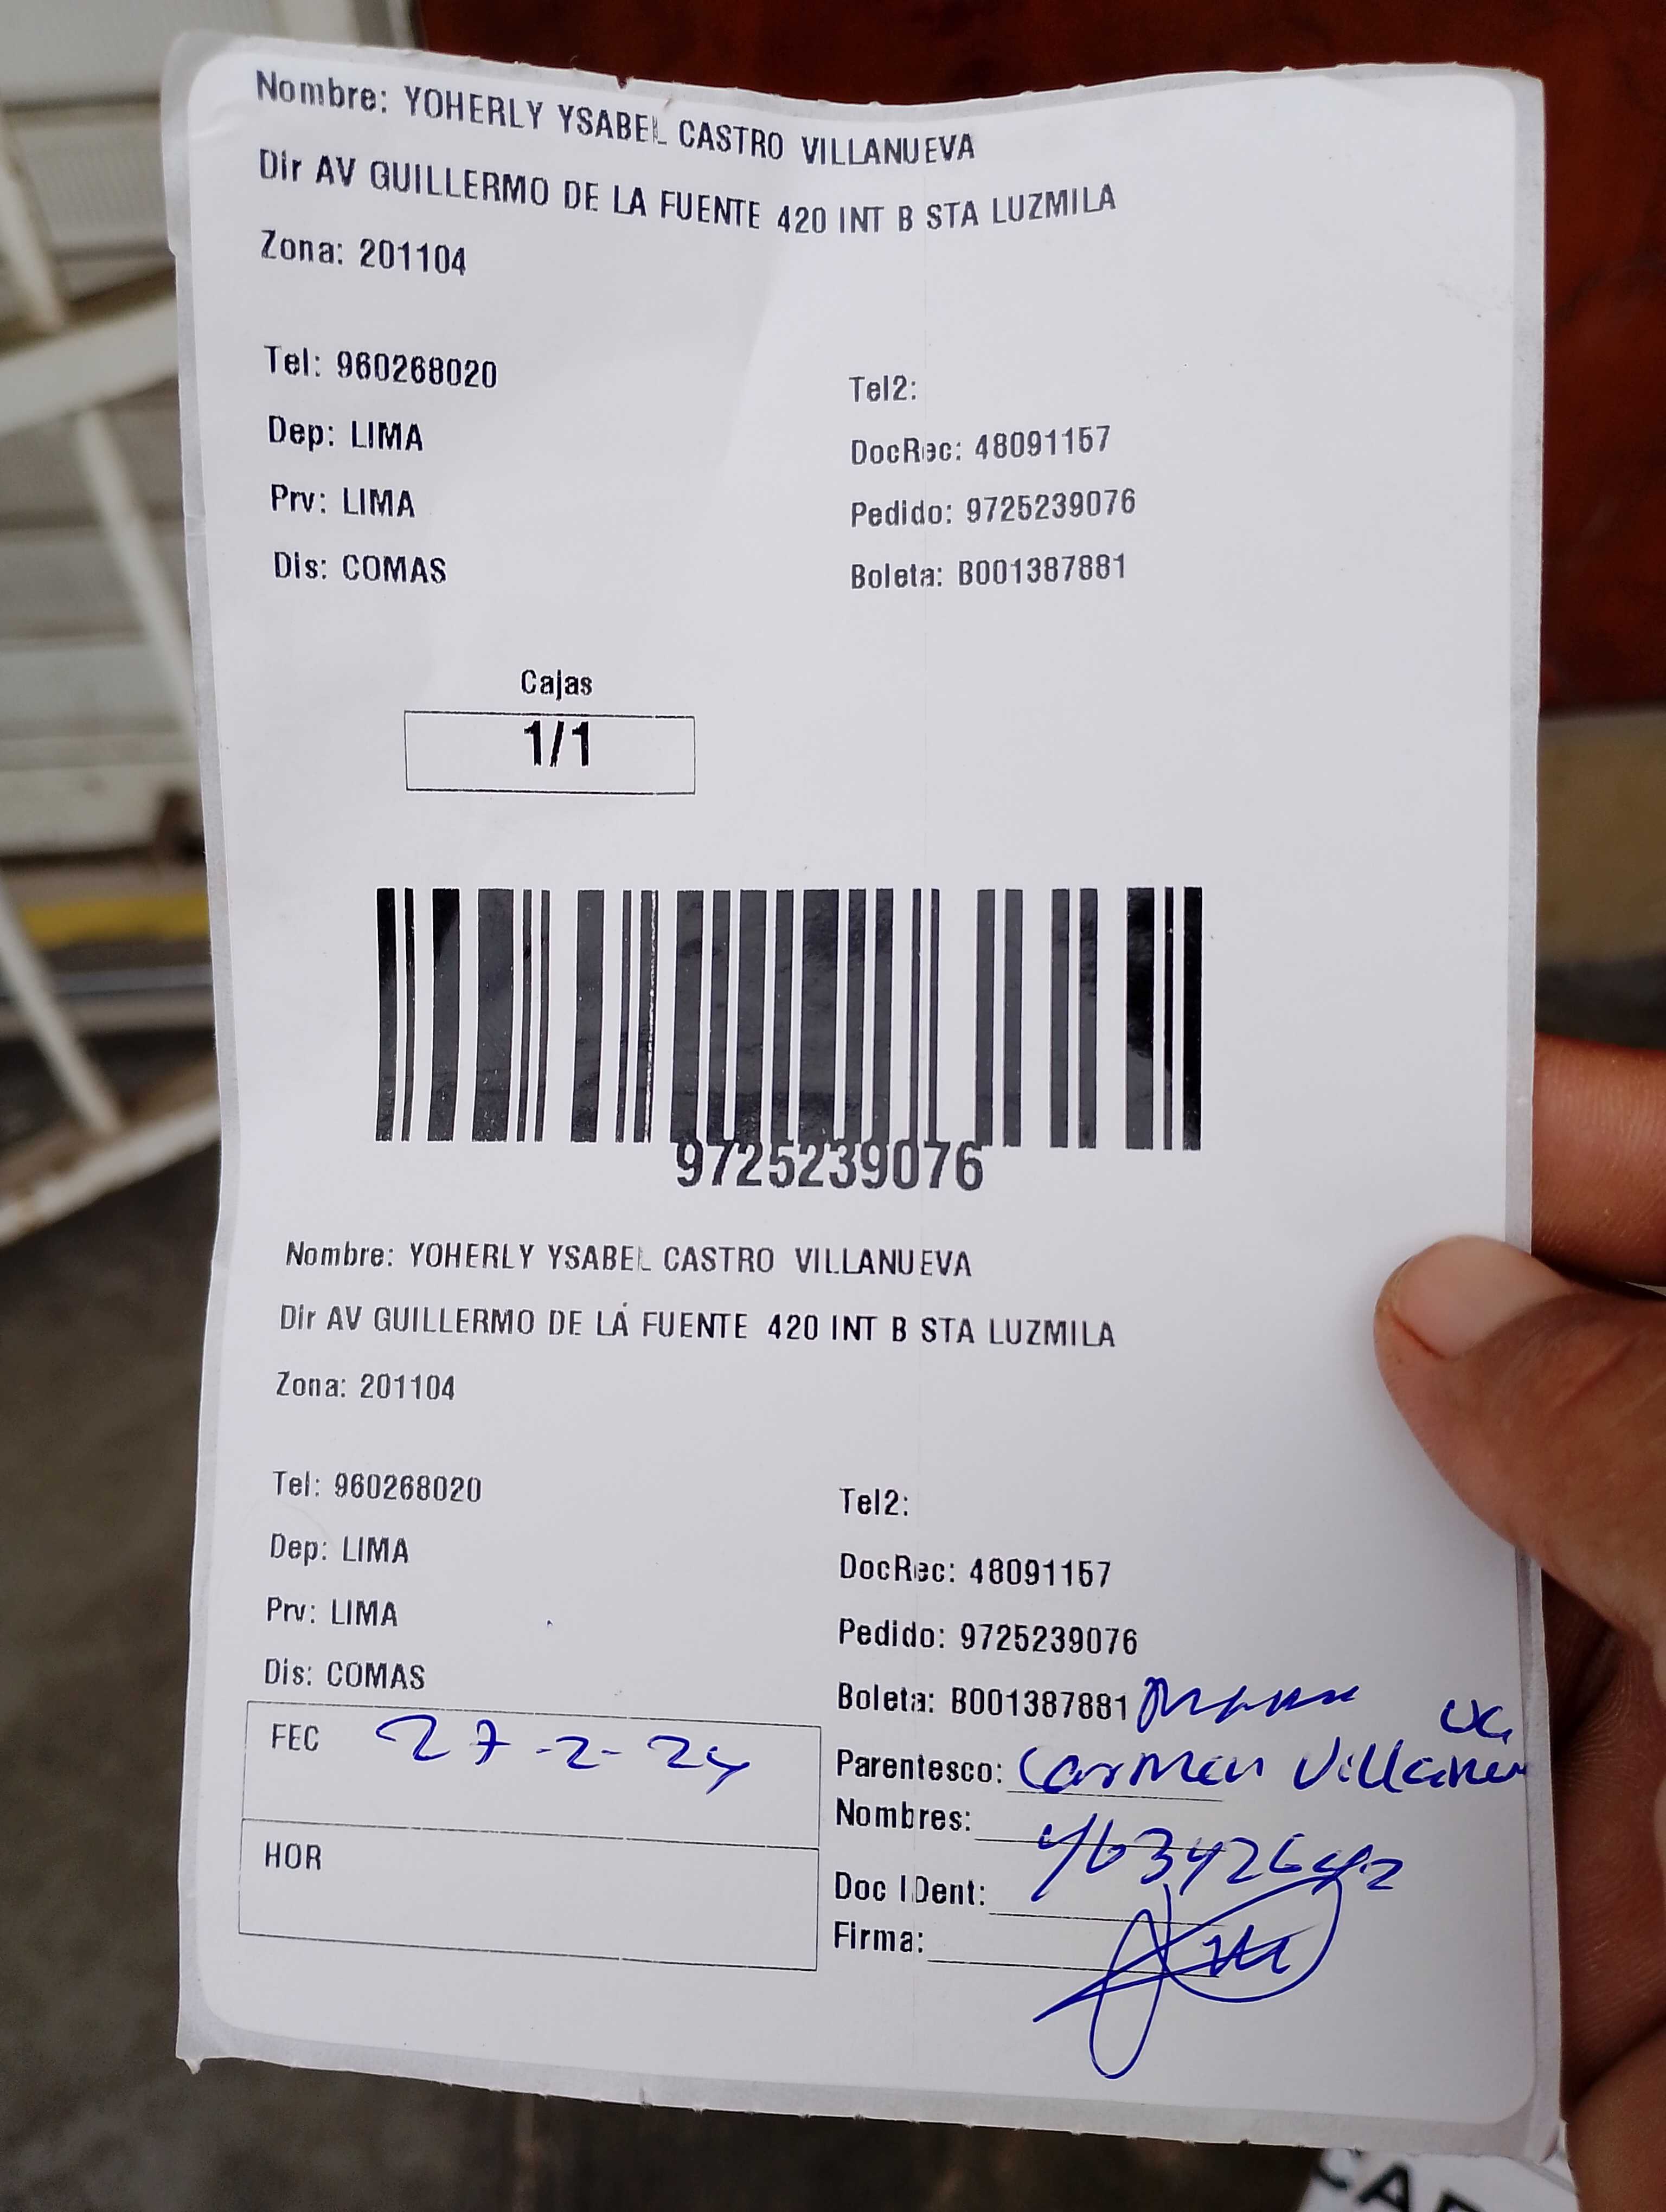 Nombre: YOHERLY YSABEL CASTRO VILLANUEVA
Dir AV GUILLERMO DE LA FUENTE 420 INT B STA LUZMILA
Zona: 201104
Tel: 960268020
Tel2:
Dep: LIMA
DocRec: 48091157
Prv: LIMA
Pedido: 9725239076
Dis: COMAS
Boleta: B001387881
Cajas
1/1
9725239076
Nombre: YOHERLY YSABEL CASTRO VILLANUEVA
Dir AV GUILLERMO DE LA FUENTE 420 INT B STA LUZMILA
Zona: 201104
Tel: 960268020
Tel2:
Dep: LIMA
DocRec: 48091157
Prv: LIMA
Pedido: 9725239076
Dis: COMAS
Boleta: B001387881
FEC 27-2-24
Parentesco: Carmen
Nombres:
HOR
Doc IDent:
Firma: